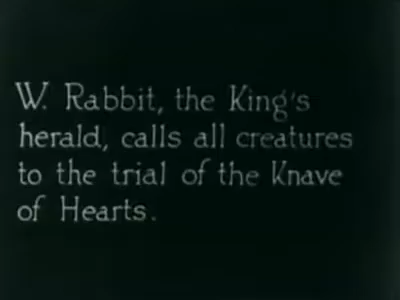 W. Rabbit, the King's
herald, calls all creatures
to the trial of the Knave
of Hearts.